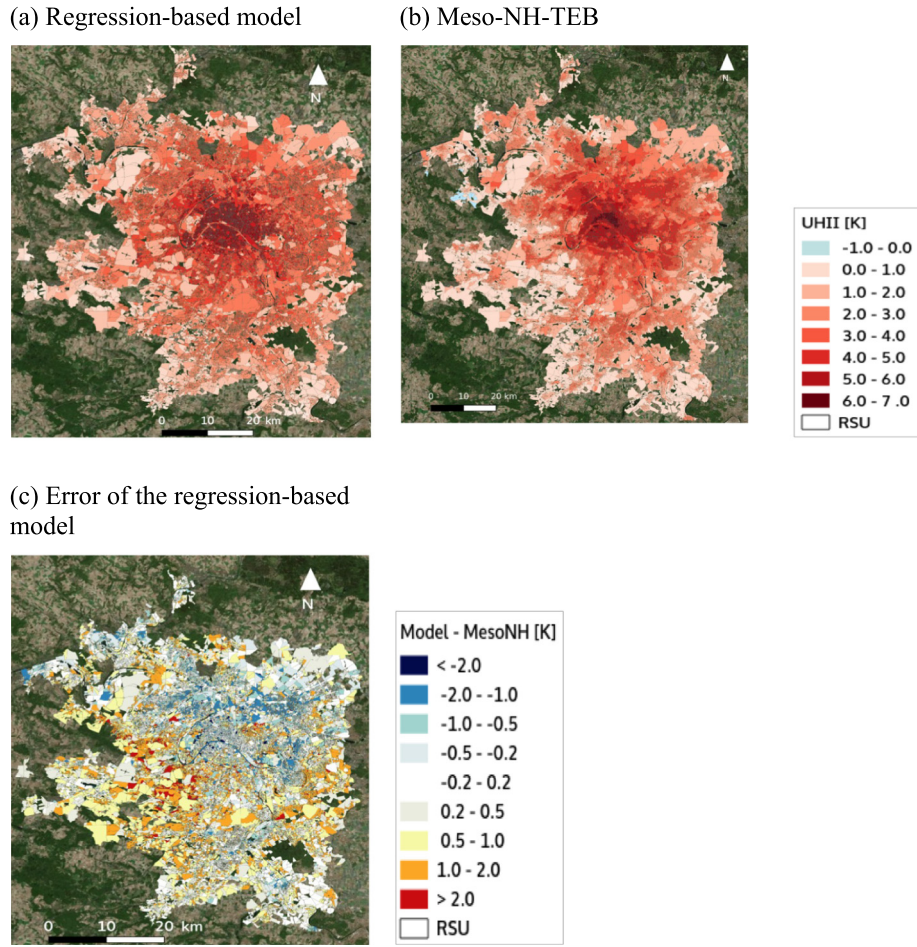 (a) Regression-based model
(b) Meso-NH-TEB
N
N
0 10 20 km
0 10 20 km
UHII [K]
-1.0 - 0.0
0.0 - 1.0
1.0 - 2.0
2.0 - 3.0
3.0 - 4.0
4.0 - 5.0
5.0 - 6.0
6.0 - 7.0
RSU
(c) Error of the regression-based
model
N
0 10 20 km
Model - MesoNH [K]
< -2.0
-2.0 - -1.0
-1.0 - -0.5
-0.5 - -0.2
-0.2 - 0.2
0.2 - 0.5
0.5 - 1.0
1.0 - 2.0
> 2.0
RSU